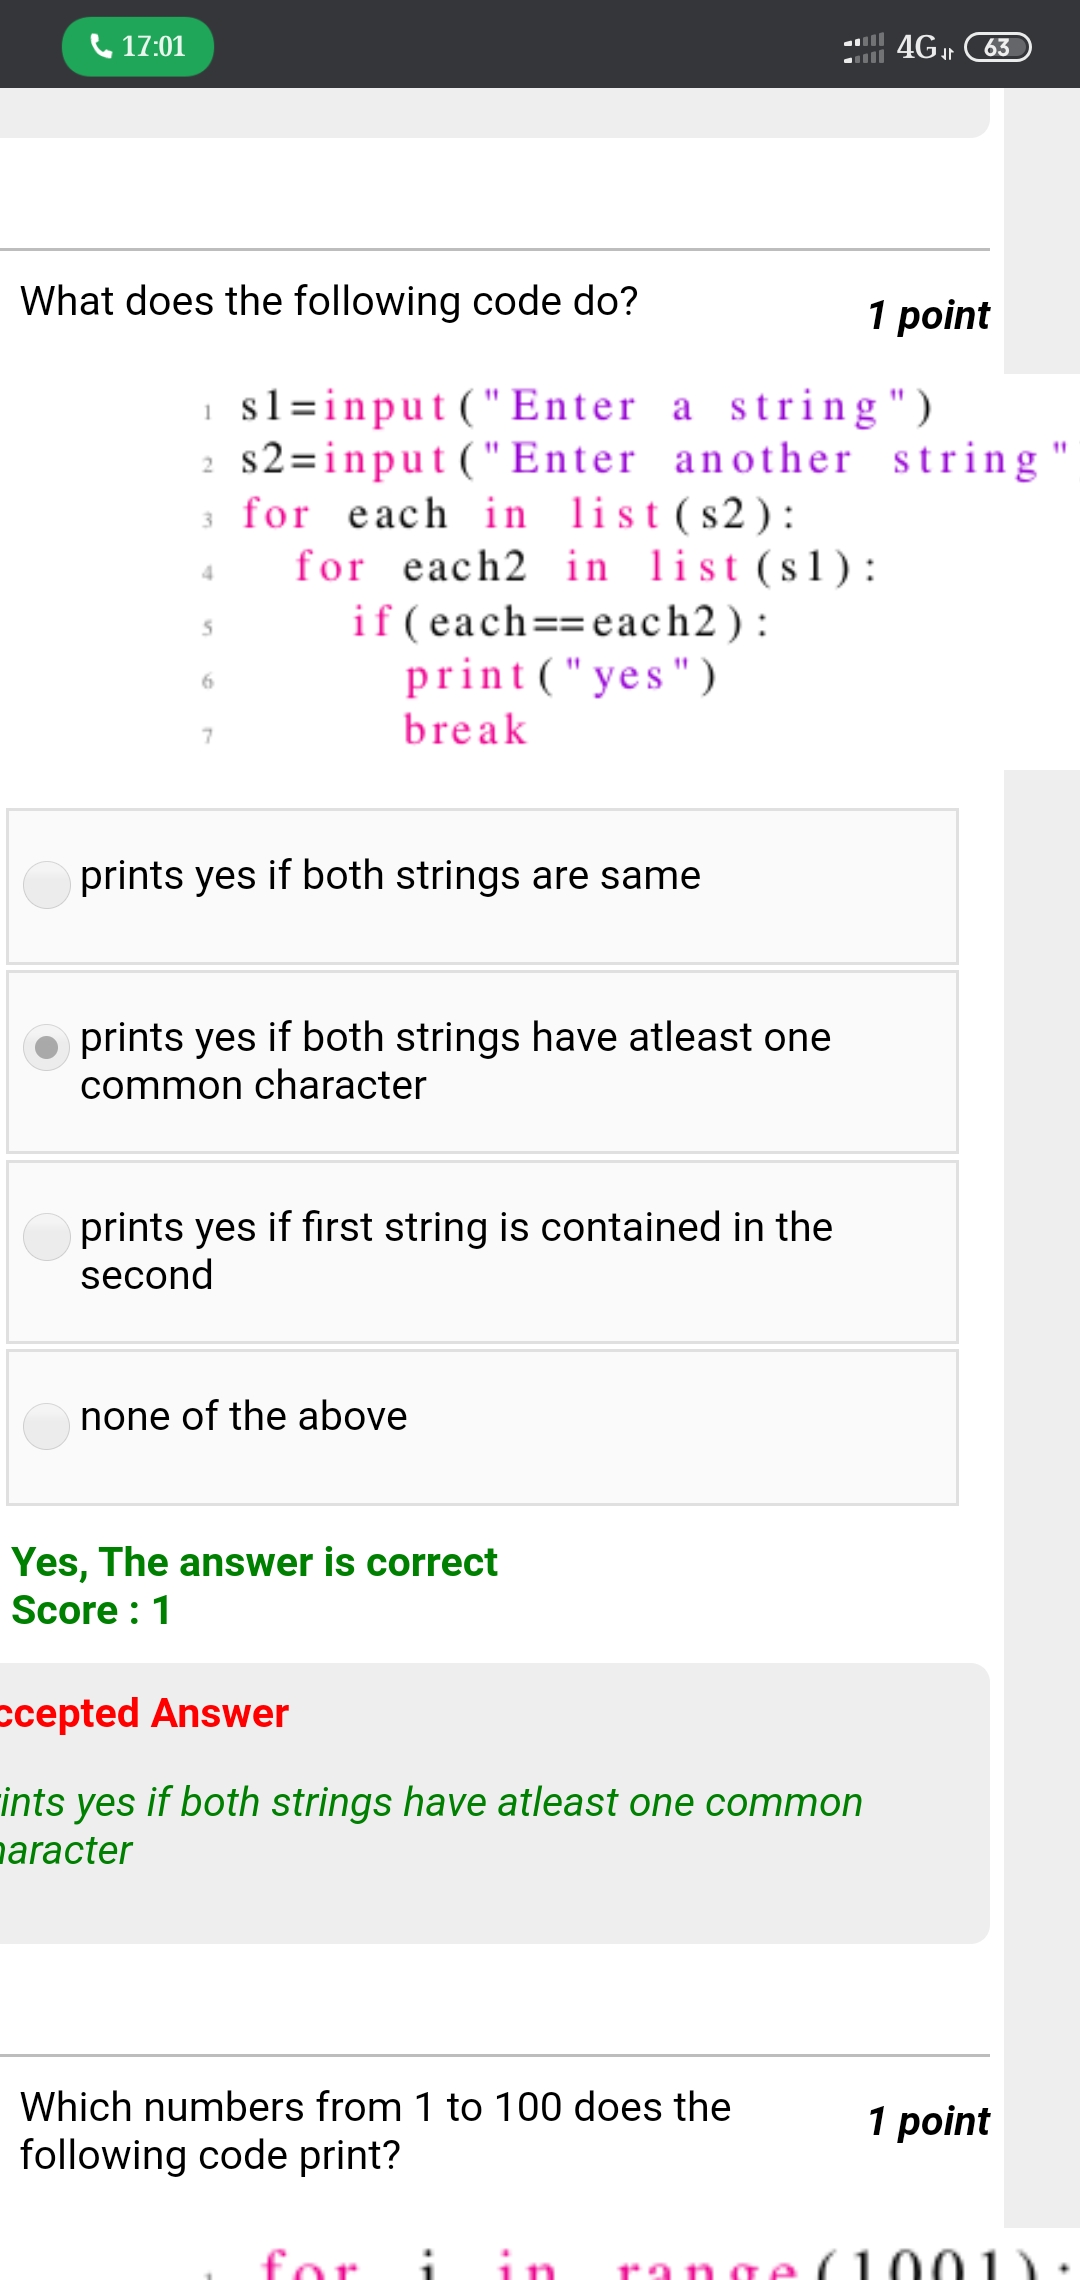 17:01
4G 63
What does the following code do?
1 point
1 s1=input("Enter a string")
2 s2=input("Enter another string"
3 for each in list(s2):
4 for each2 in list(s1):
5 if(each==each2):
6 print("yes")
7 break
prints yes if both strings are same
prints yes if both strings have atleast one
common character
prints yes if first string is contained in the
second
none of the above
Yes, The answer is correct
Score : 1
ccepted Answer
ints yes if both strings have atleast one common
haracter
Which numbers from 1 to 100 does the
following code print?
1 point
for i in range(1001):